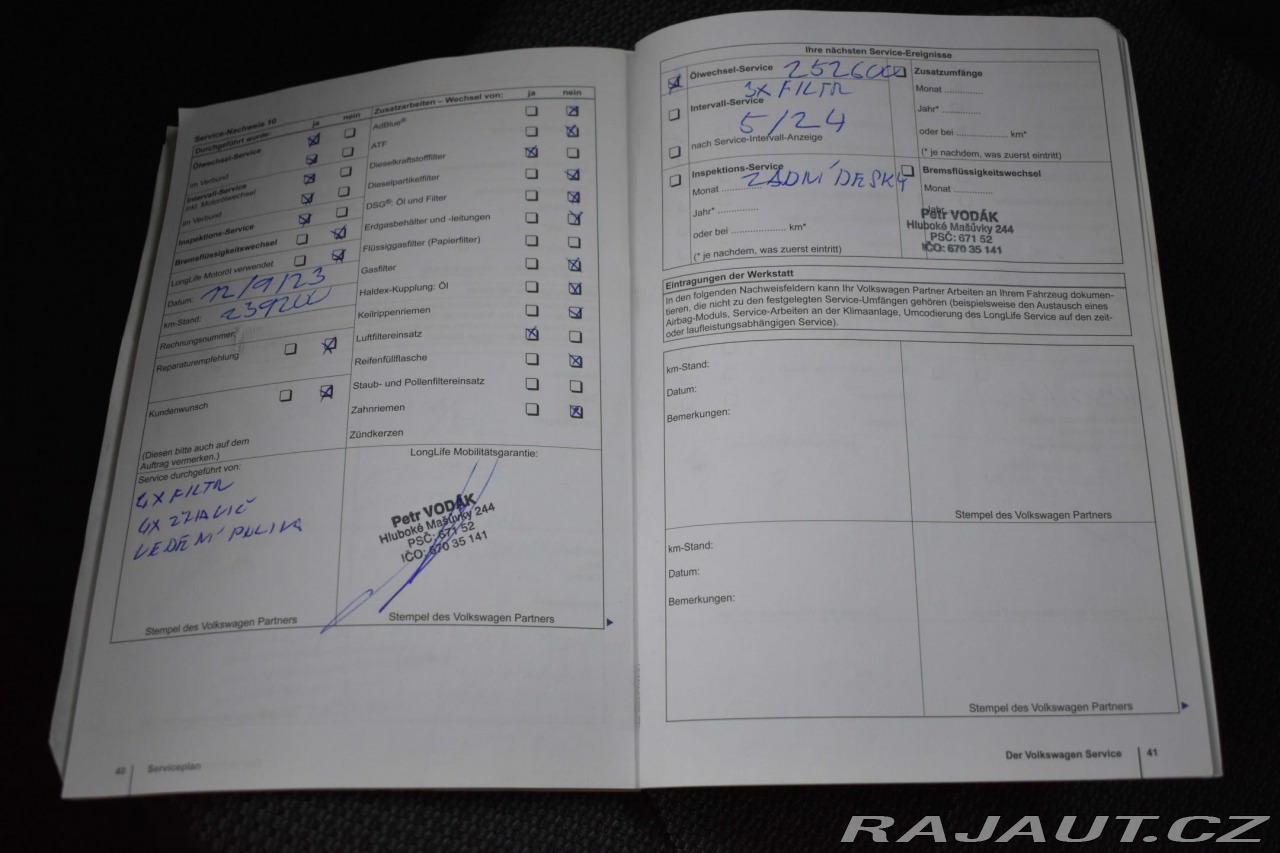 Service-Nachweis 10
Durchgeführt wurde:
ja
nein
Ölwechsel-Service
im Verbund
Intervall-Service
inkl. Motorölwechsel
im Verbund
Inspektions-Service
Bremsflüssigkeitswechsel
LongLife Motoröl verwendet
Datum: 12/9/23
km-Stand: 239200
Rechnungsnummer:
Reparaturempfehlung
Kundenwunsch
(Diesen bitte auch auf dem
Auftrag vermerken.)
Zusatzarbeiten – Wechsel von:
ja
nein
AdBlue®
ATF
Dieselkraftstofffilter
Dieselpartikelfilter
DSG®: Öl und Filter
Erdgasbehälter und -leitungen
Flüssiggasfilter (Papierfilter)
Gasfilter
Haldex-Kupplung: Öl
Keilrippenriemen
Luftfiltereinsatz
Reifenfüllflasche
Staub- und Pollenfiltereinsatz
Zahnriemen
Zündkerzen
Service durchgeführt von:
4X FILTR
4X
VEDENÍ PALIVA
Stempel des Volkswagen Partners
LongLife Mobilitätsgarantie:
Petr VODÁK
Hluboké Mašůvky 244
PSČ: 671 52
IČO: 670 35 141
Stempel des Volkswagen Partners
40
Serviceplan
Ihre nächsten Service-Ereignisse
Ölwechsel-Service 252600
3X FILTR
Intervall-Service
5/24
nach Service-Intervall-Anzeige
Inspektions-Service
ZADNÍ DESKY
Monat ..............
Jahr* ..............
oder bei .................. km*
(* je nachdem, was zuerst eintritt)
Zusatzumfänge
Monat .............
Jahr* .............
oder bei .................. km*
(* je nachdem, was zuerst eintritt)
Bremsflüssigkeitswechsel
Monat .............
Jahr
Petr VODÁK
Hluboké Mašůvky 244
PSČ: 671 52
IČO: 670 35 141
Eintragungen der Werkstatt
In den folgenden Nachweisfeldern kann Ihr Volkswagen Partner Arbeiten an Ihrem Fahrzeug dokumen-
tieren, die nicht zu den festgelegten Service-Umfängen gehören (beispielsweise den Austausch eines
Airbag-Moduls, Service-Arbeiten an der Klimaanlage, Umcodierung des LongLife Service auf den zeit-
oder laufleistungsabhängigen Service).
km-Stand:
Datum:
Bemerkungen:
Stempel des Volkswagen Partners
km-Stand:
Datum:
Bemerkungen:
Stempel des Volkswagen Partners
Der Volkswagen Service
41
RAJAUT.CZ